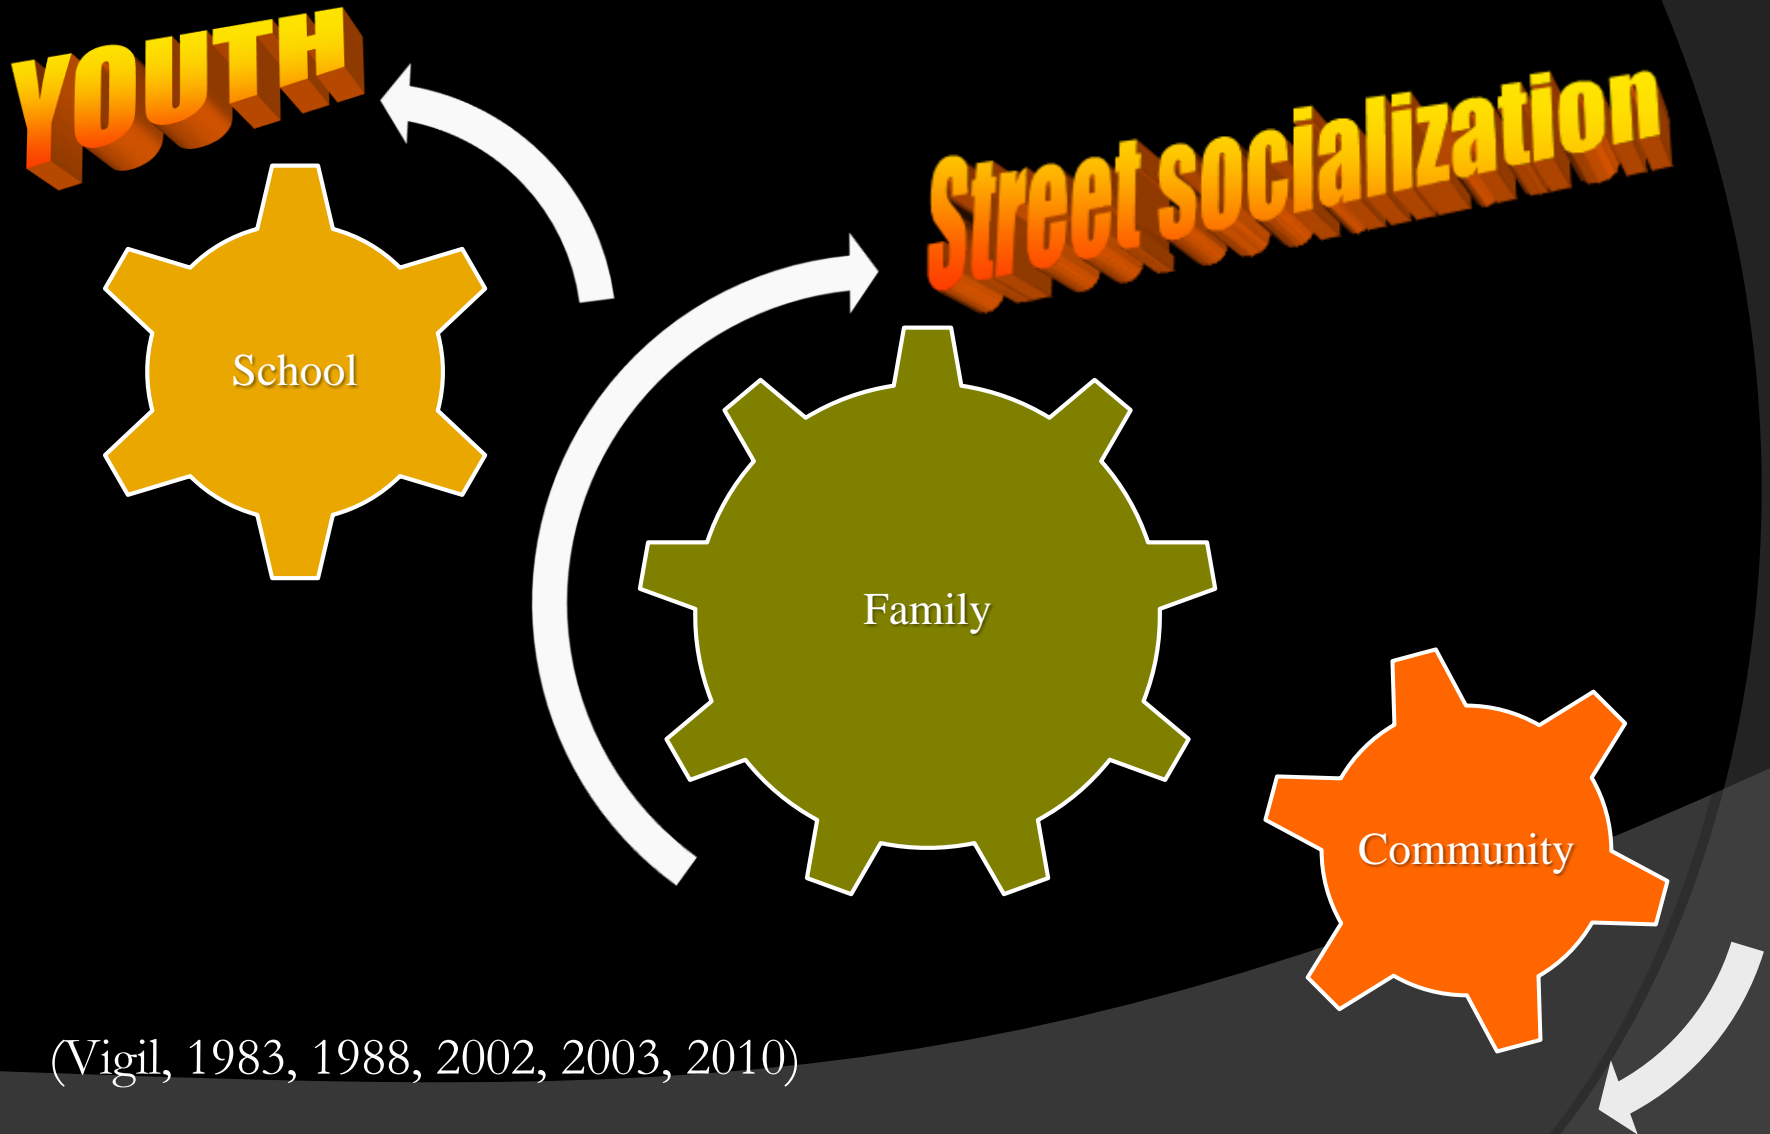 YOUTH
Street socialization
School
Family
Community
(Vigil, 1983, 1988, 2002, 2003, 2010)